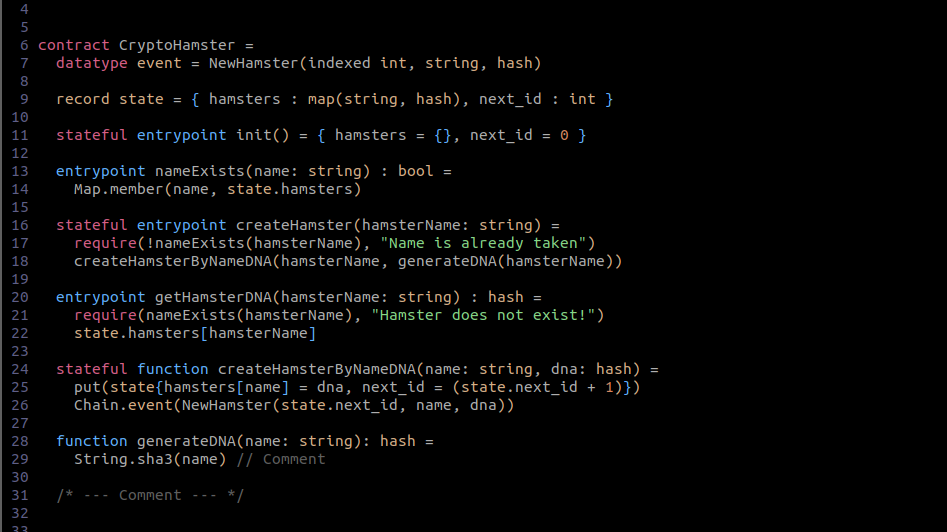 4
5
6 contract CryptoHamster =
7   datatype event = NewHamster(indexed int, string, hash)
8
9   record state = { hamsters : map(string, hash), next_id : int }
10
11   stateful entrypoint init() = { hamsters = {}, next_id = 0 }
12
13   entrypoint nameExists(name: string) : bool =
14     Map.member(name, state.hamsters)
15
16   stateful entrypoint createHamster(hamsterName: string) =
17     require(!nameExists(hamsterName), "Name is already taken")
18     createHamsterByNameDNA(hamsterName, generateDNA(hamsterName))
19
20   entrypoint getHamsterDNA(hamsterName: string) : hash =
21     require(nameExists(hamsterName), "Hamster does not exist!")
22     state.hamsters[hamsterName]
23
24   stateful function createHamsterByNameDNA(name: string, dna: hash) =
25     put(state{hamsters[name] = dna, next_id = (state.next_id + 1)})
26     Chain.event(NewHamster(state.next_id, name, dna))
27
28   function generateDNA(name: string): hash =
29     String.sha3(name) // Comment
30
31   /* --- Comment --- */
32
33